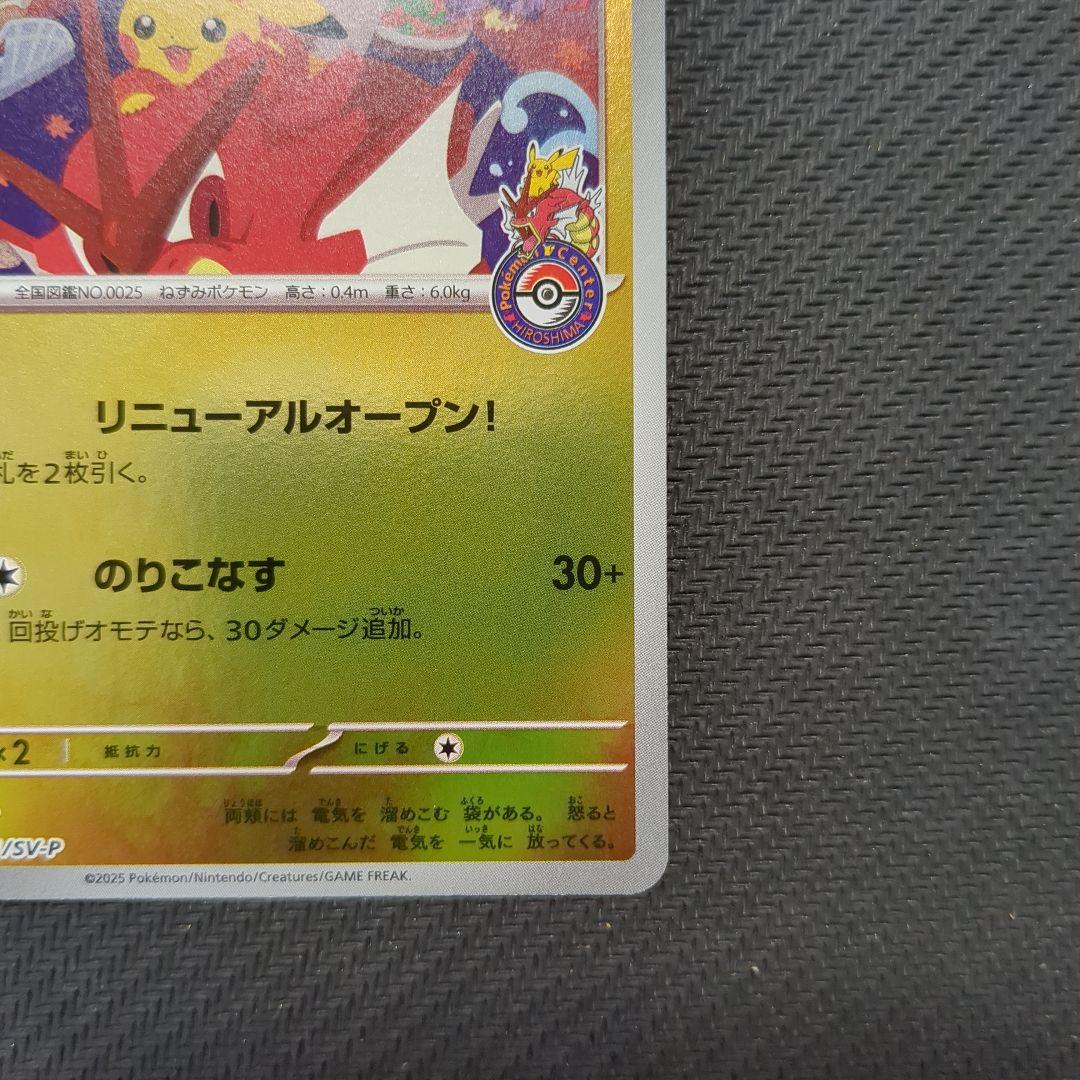 全国図鑑NO.0025 ねずみポケモン 高さ:0.4m 重さ:6.0kg
Pokémon Center
HIROSHIMA
リニューアルオープン!
札を2枚引く。
のりこなす 30+
回投げオモテなら、30ダメージ追加。
×2 抵抗力 にげる
両頬には 電気を 溜めこむ 袋がある。 怒ると
溜めこんだ 電気を 一気に 放ってくる。
/SV-P
©2025 Pokémon/Nintendo/Creatures/GAME FREAK.